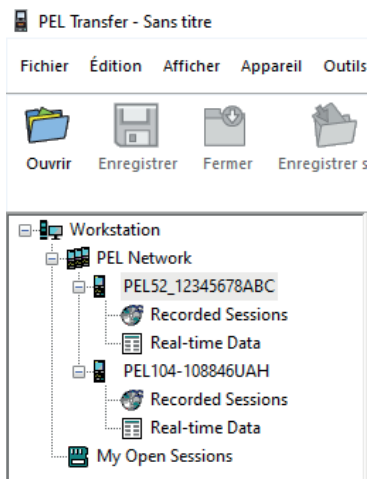 PEL Transfer - Sans titre
Fichier Édition Afficher Appareil Outils
Ouvrir Enregistrer Fermer Enregistrer s
Workstation
PEL Network
PEL52_12345678ABC
Recorded Sessions
Real-time Data
PEL104-108846UAH
Recorded Sessions
Real-time Data
My Open Sessions